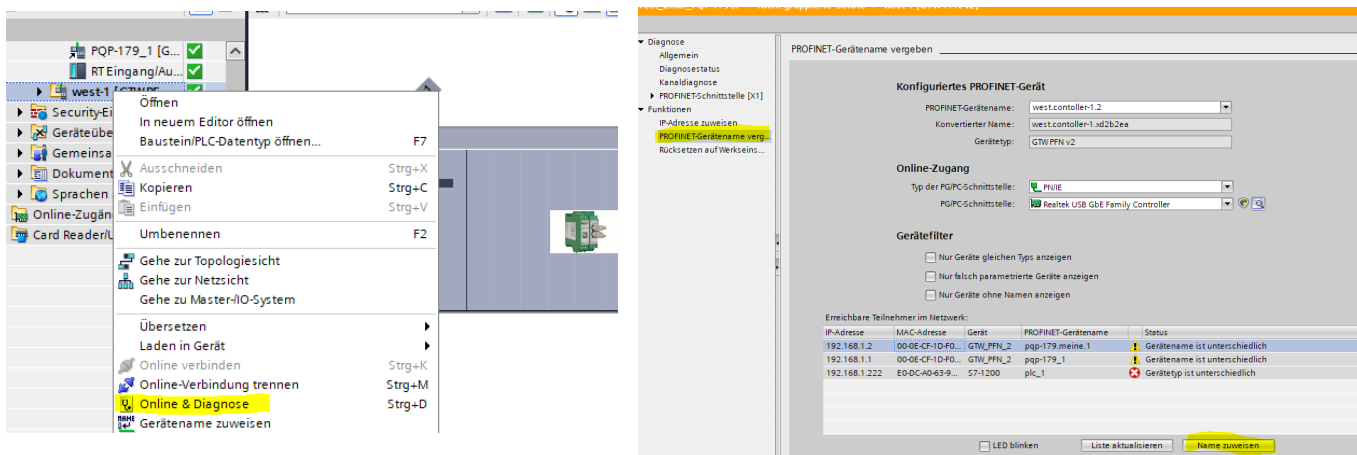 PQP-179_1 [G...
RT Eingang/Au...
west-1 [GTW PF...
Security-Ei
Geräteübe
Gemeinsa
Dokument
Sprachen
Online-Zugän
Card Reader/U
Öffnen
In neuem Editor öffnen
Baustein/PLC-Datentyp öffnen... F7
Ausschneiden Strg+X
Kopieren Strg+C
Einfügen Strg+V
Umbenennen F2
Gehe zur Topologiesicht
Gehe zur Netzsicht
Gehe zu Master-/IO-System
Übersetzen
Laden in Gerät
Online verbinden Strg+K
Online-Verbindung trennen Strg+M
Online & Diagnose Strg+D
NAME Gerätename zuweisen
Diagnose
Allgemein
Diagnosestatus
Kanaldiagnose
PROFINET-Schnittstelle [X1]
Funktionen
IP-Adresse zuweisen
PROFINET-Gerätename verg...
Rücksetzen auf Werkseins...
PROFINET-Gerätename vergeben
Konfiguriertes PROFINET-Gerät
PROFINET-Gerätename: west.contoller-1.2
Konvertierter Name: west.contoller-1.xd2b2ea
Gerätetyp: GTW PFN v2
Online-Zugang
Typ der PG/PC-Schnittstelle: PN/IE
PG/PC-Schnittstelle: Realtek USB GbE Family Controller
Gerätefilter
Nur Geräte gleichen Typs anzeigen
Nur falsch parametrierte Geräte anzeigen
Nur Geräte ohne Namen anzeigen
Erreichbare Teilnehmer im Netzwerk:
IP-Adresse MAC-Adresse Gerät PROFINET-Gerätename Status
192.168.1.2 00-0E-CF-1D-F0... GTW_PFN_2 pqp-179.meine.1 Gerätename ist unterschiedlich
192.168.1.1 00-0E-CF-1D-F0... GTW_PFN_2 pqp-179_1 Gerätename ist unterschiedlich
192.168.1.222 E0-DC-A0-63-9... S7-1200 plc_1 Gerätetyp ist unterschiedlich
LED blinken Liste aktualisieren Name zuweisen